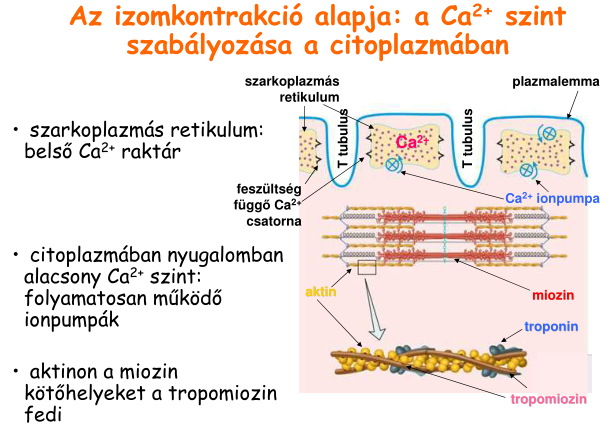 Az izomkontrakció alapja: a Ca²⁺ szint
szabályozása a citoplazmában
szarkoplazmás
retikulum
plazmalemma
• szarkoplazmás retikulum:
belső Ca²⁺ raktár
T tubulus
Ca²⁺
T tubulus
feszültség
függő Ca²⁺
csatorna
Ca²⁺ ionpumpa
• citoplazmában nyugalomban
alacsony Ca²⁺ szint:
folyamatosan működő
ionpumpák
aktin
miozin
troponin
• aktinon a miozin
kötőhelyeket a tropomiozin
fedi
tropomiozin